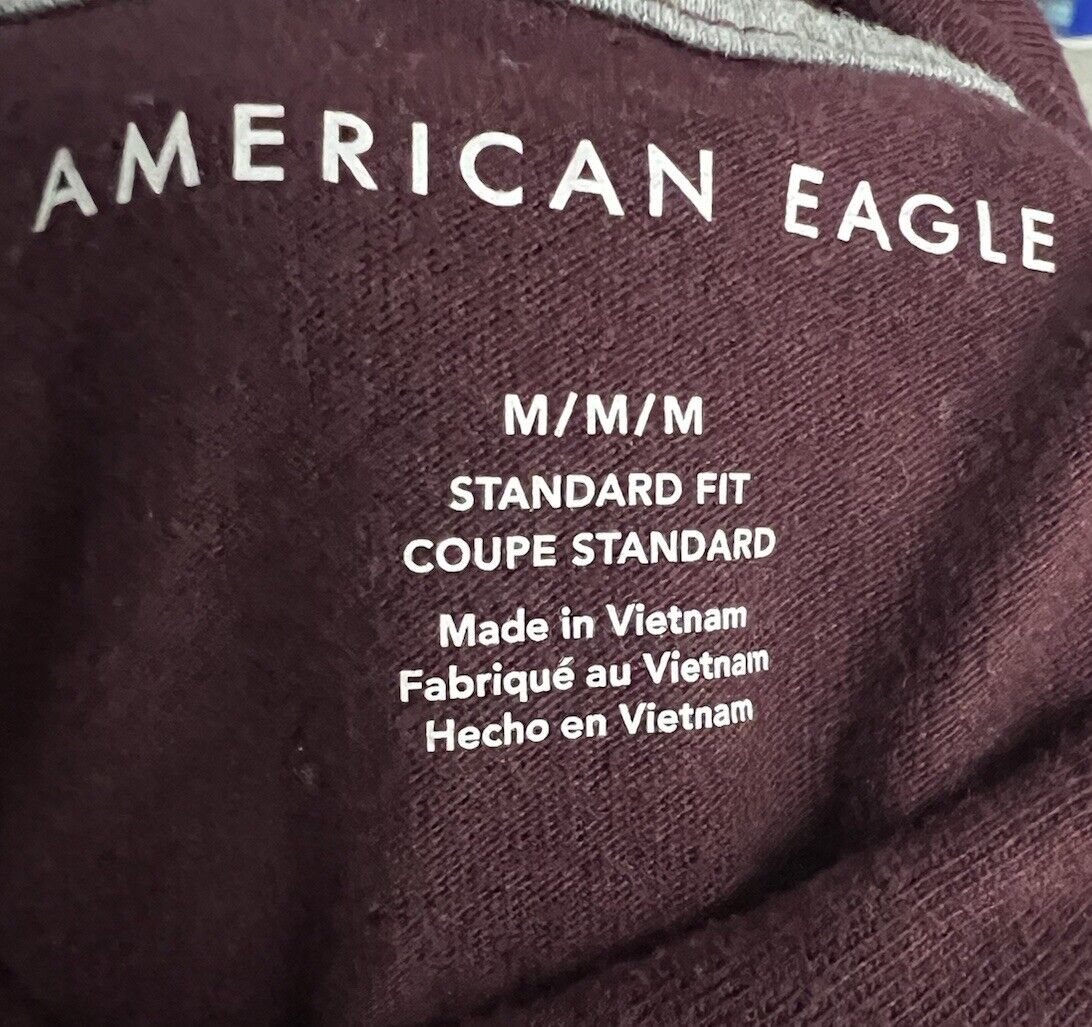 AMERICAN EAGLE
M/M/M
STANDARD FIT
COUPE STANDARD
Made in Vietnam
Fabriqué au Vietnam
Hecho en Vietnam